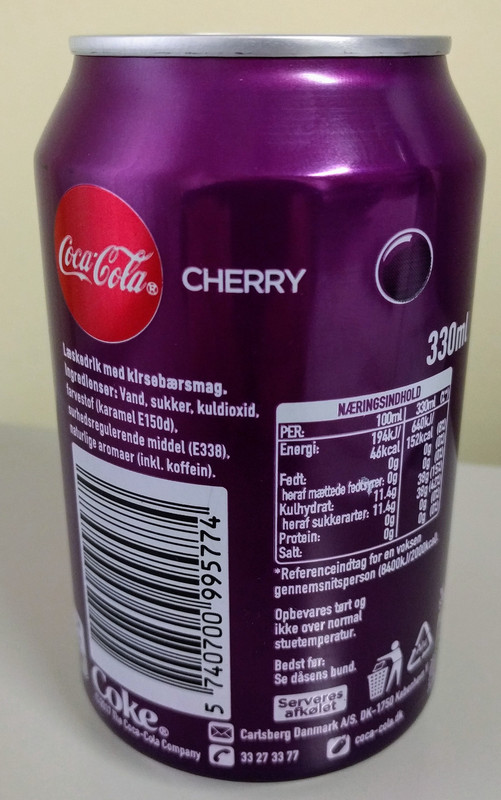 Coca-Cola®
CHERRY
330ml
Læskedrik med kirsebærsmag.
Ingredienser: Vand, sukker, kuldioxid,
farvestof (karamel E150d),
surhedsregulerende middel (E338),
naturlige aromaer (inkl. koffein).
5 740700 995774
NÆRINGSINDHOLD
PER: 100ml 330ml
Energi: 194kJ/ 640kJ/
46kcal 152kcal
Fedt: 0g 0g
heraf mættede fedtsyrer: 0g 0g
Kulhydrat: 11.4g 38g
heraf sukkerarter: 11.4g 38g
Protein: 0g 0g
Salt: 0g 0g
*Referenceindtag for en voksen
gennemsnitsperson (8400kJ/2000kcal).
Opbevares tørt og
ikke over normal
stuetemperatur.
Bedst før:
Se dåsens bund.
Serveres
afkølet
Coke®
©2017 The Coca-Cola Company
Carlsberg Danmark A/S, DK-1750 København V
33 27 33 77
coca-cola.dk